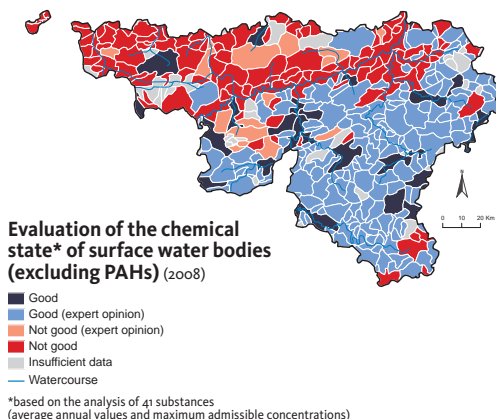 N
0 10 20 Km
Evaluation of the chemical
state* of surface water bodies
(excluding PAHs) (2008)
Good
Good (expert opinion)
Not good (expert opinion)
Not good
Insufficient data
Watercourse
*based on the analysis of 41 substances
(average annual values and maximum admissible concentrations)